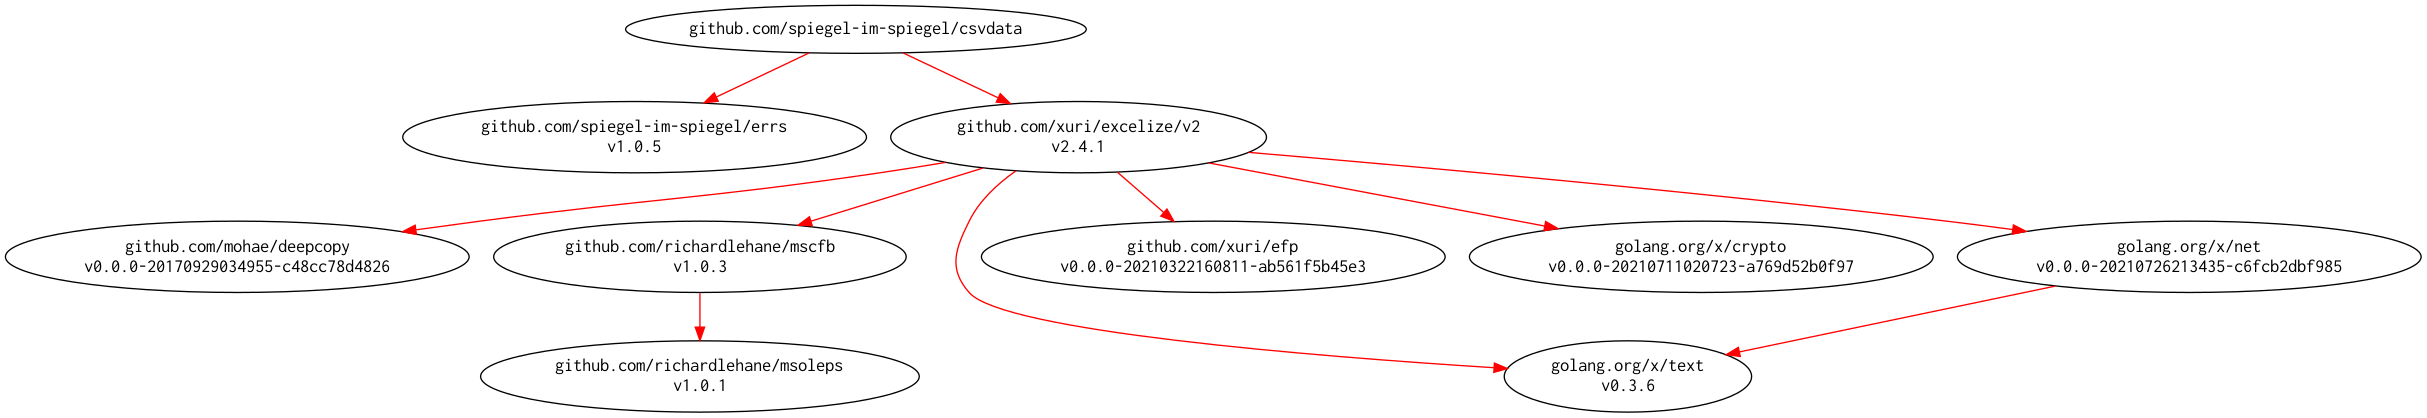 github.com/spiegel-im-spiegel/csvdata
github.com/spiegel-im-spiegel/errs
v1.0.5
github.com/xuri/excelize/v2
v2.4.1
github.com/mohae/deepcopy
v0.0.0-20170929034955-c48cc78d4826
github.com/richardlehane/mscfb
v1.0.3
github.com/xuri/efp
v0.0.0-20210322160811-ab561f5b45e3
golang.org/x/crypto
v0.0.0-20210711020723-a769d52b0f97
golang.org/x/net
v0.0.0-20210726213435-c6fcb2dbf985
github.com/richardlehane/msoleps
v1.0.1
golang.org/x/text
v0.3.6